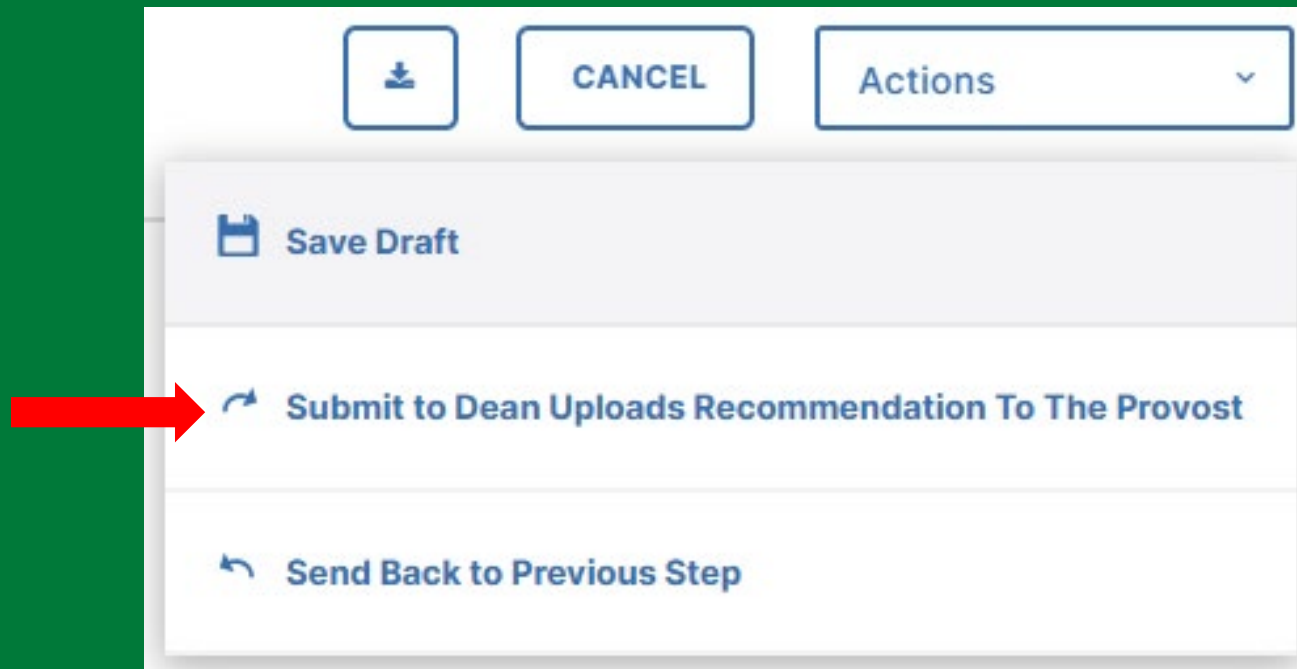 CANCEL
Actions
Save Draft
Submit to Dean Uploads Recommendation To The Provost
Send Back to Previous Step